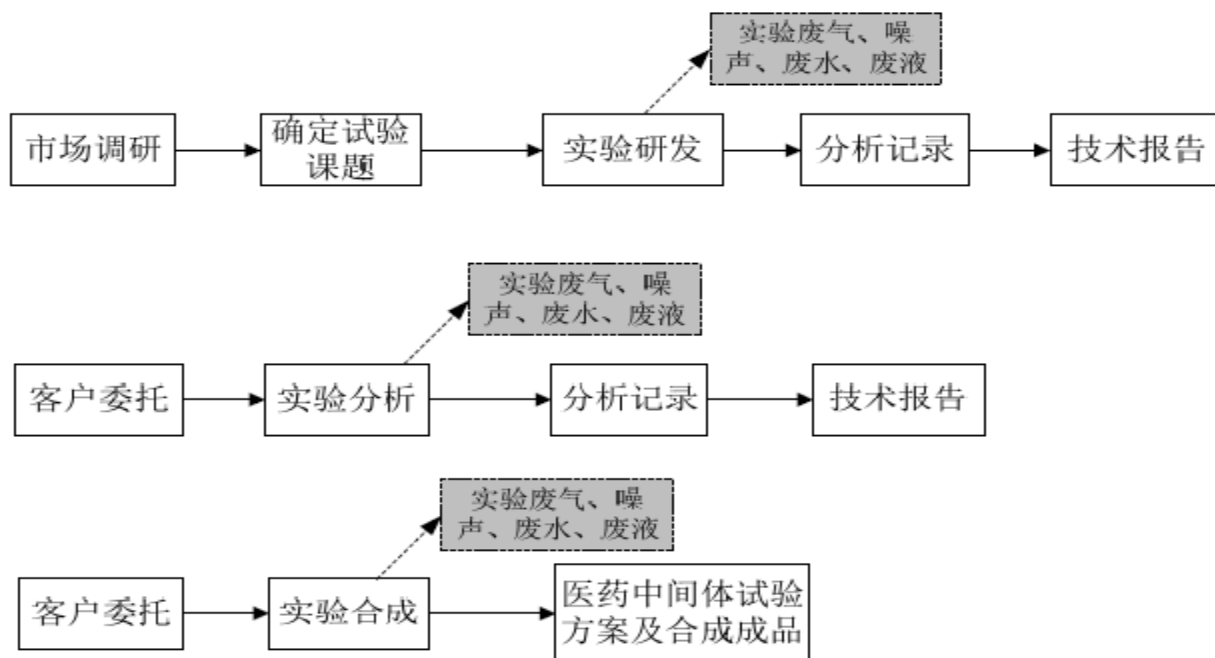 实验废气、噪
声、废水、废液
市场调研
确定试验
课题
实验研发
分析记录
技术报告
实验废气、噪
声、废水、废液
客户委托
实验分析
分析记录
技术报告
实验废气、噪
声、废水、废液
客户委托
实验合成
医药中间体试验
方案及合成成品